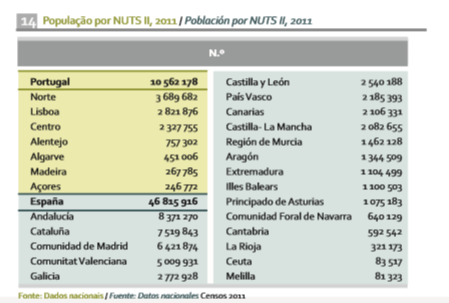 14 População por NUTS II, 2011 / Población por NUTS II, 2011
N.º
Portugal 10 562 178
Norte 3 689 682
Lisboa 2 821 876
Centro 2 327 755
Alentejo 757 302
Algarve 451 006
Madeira 267 785
Açores 246 772
España 46 815 916
Andalucía 8 371 270
Cataluña 7 519 843
Comunidad de Madrid 6 421 874
Comunitat Valenciana 5 009 931
Galicia 2 772 928
Castilla y León 2 540 188
País Vasco 2 185 393
Canarias 2 106 331
Castilla- La Mancha 2 082 655
Región de Murcia 1 462 128
Aragón 1 344 509
Extremadura 1 104 499
Illes Balears 1 100 503
Principado de Asturias 1 075 183
Comunidad Foral de Navarra 640 129
Cantabria 592 542
La Rioja 321 173
Ceuta 83 517
Melilla 81 323
Fonte: Dados nacionais / Fuente: Datos nacionales Censos 2011